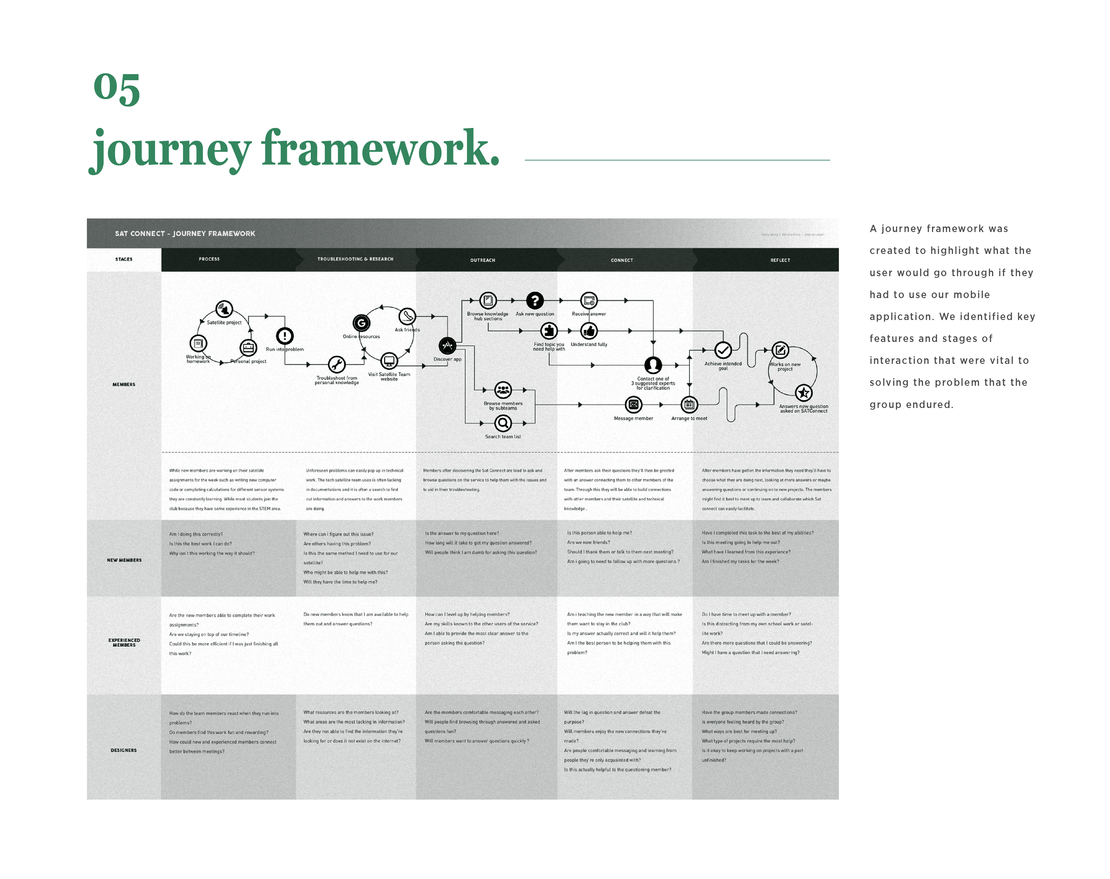 05
journey framework.
SAT CONNECT - JOURNEY FRAMEWORK
STAGES
PROCESS
TROUBLESHOOTING & RESEARCH
OUTREACH
CONNECT
REFLECT
A journey framework was
created to highlight what the
user would go through if they
had to use our mobile
application. We identified key
features and stages of
interaction that were vital to
solving the problem that the
group endured.
MEMBERS
Satellite project
Working on
homework
Personal project
Run into problem
Troubleshoot from
personal knowledge
Online resources
Ask friends
Visit Satellite Team
website
Discover app
Browse knowledge
hub sections
Ask new question
Receive answer
Find topic you
need help with
Understand fully
Browse members
by subteams
Search team list
Contact one of
3 suggested experts
for clarification
Message member
Arrange to meet
Achieve intended
goal
Works on new
project
Answers new question
asked on SATConnect
While new members are working on their satellite
assignments for the week such as writing new computer
code or completing calculations for different sensor systems
they are constantly learning. While most students join the
club because they have some experience in the STEM area.
Unforeseen problems can easily pop up in technical
work. The tech satellite team uses is often lacking
in documentations and it is often a search to find
out information and answers to the work members
are doing.
Members after discovering the Sat Connect are lead to ask and
browse questions on the service to help them with the issues and
to aid in their troubleshooting.
After members ask their questions they'll then be greeted
with an answer connecting them to other members of the
team. Through this they will be able to build connections
with other members and their satellite and technical
knowledge.
After members have gotten the information they need they'll have to
choose what they are doing next, looking at more answers or maybe
answering questions or continuing on to new projects. The members
might find it best to meet up to learn and collaborate which Sat
connect can easily facilitate.
NEW MEMBERS
Am I doing this correctly?
Is this the best work I can do?
Why isn't this working the way it should?
Where can I figure out this issue?
Are others having this problem?
Is this the same method I need to use for our
satellite?
Who might be able to help me with this?
Will they have the time to help me?
Is the answer to my question here?
How long will it take to get my question answered?
Will people think I am dumb for asking this question?
Is this person able to help me?
Are we now friends?
Should I thank them or talk to them next meeting?
Am I going to need to follow up with more questions ?
Have I completed this task to the best of my abilities?
Is this meeting going to help me out?
What have I learned from this experience?
Am I finished my tasks for the week?
EXPERIENCED
MEMBERS
Are the new members able to complete their work
assignments?
Are we staying on top of our timeline?
Could this be more efficient if I was just finishing all
this work?
Do new members know that I am available to help
them out and answer questions?
How can I level up by helping members?
Are my skills known to the other users of the service?
Am I able to provide the most clear answer to the
person asking the question?
Am i teaching the new member in a way that will make
them want to stay in the club?
Is my answer actually correct and will it help them?
Am I the best person to be helping them with this
problem?
Do I have time to meet up with a member?
Is this distracting from my own school work or satel-
lite work?
Are there more questions that I could be answering?
Might I have a question that I need answering?
DESIGNERS
How do the team members react when they run into
problems?
Do members find this work fun and rewarding?
How could new and experienced members connect
better between meetings?
What resources are the members looking at?
What areas are the most lacking in information?
Are they not able to find the information they're
looking for or does it not exist on the internet?
Are the members comfortable messaging each other?
Will people find browsing through answered and asked
questions fun?
Will members want to answer questions quickly ?
Will the lag in question and answer defeat the
purpose?
Will members enjoy the new connections they've
made?
Are people comfortable messaging and learning from
people they're only acquainted with?
Is this actually helpful to the questioning member?
Have the group members made connections?
Is everyone feeling heard by the group?
What ways are best for meeting up?
What type of projects require the most help?
Is it okay to keep working on projects with a part
unfinished?